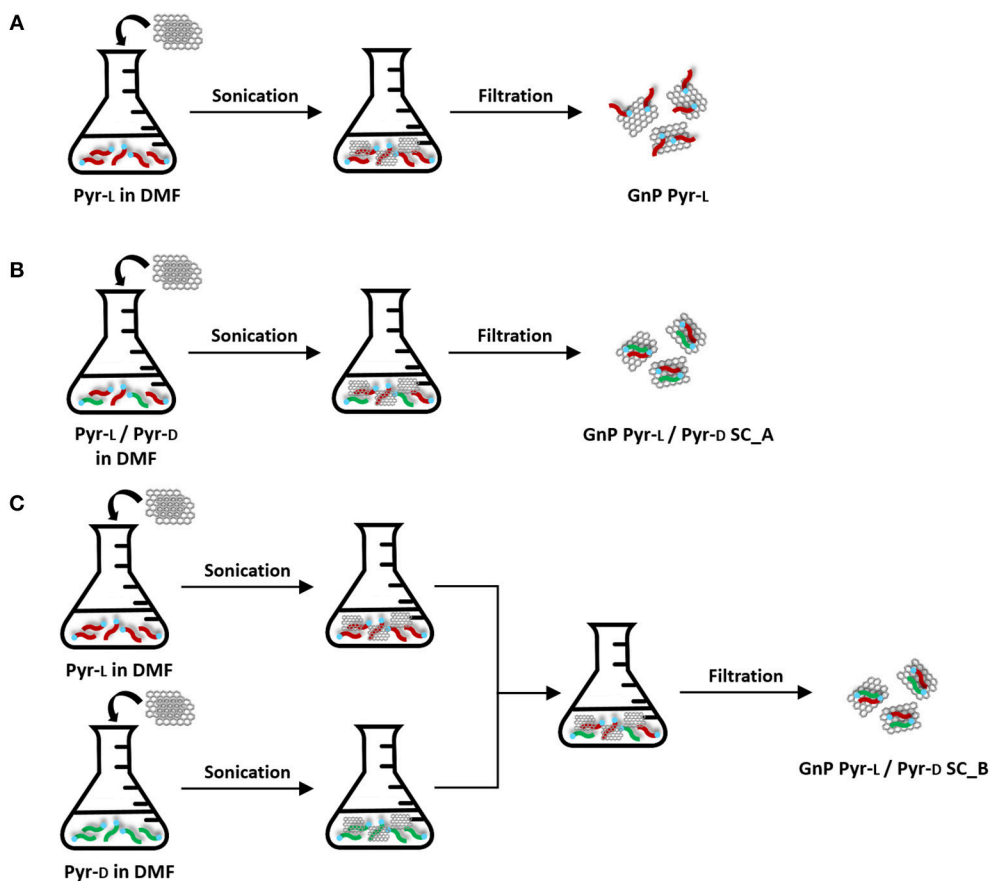 A
Sonication
Filtration
Pyr-L in DMF
GnP Pyr-L
B
Sonication
Filtration
Pyr-L / Pyr-D
in DMF
GnP Pyr-L / Pyr-D SC_A
C
Sonication
Pyr-L in DMF
Filtration
Sonication
GnP Pyr-L / Pyr-D SC_B
Pyr-D in DMF